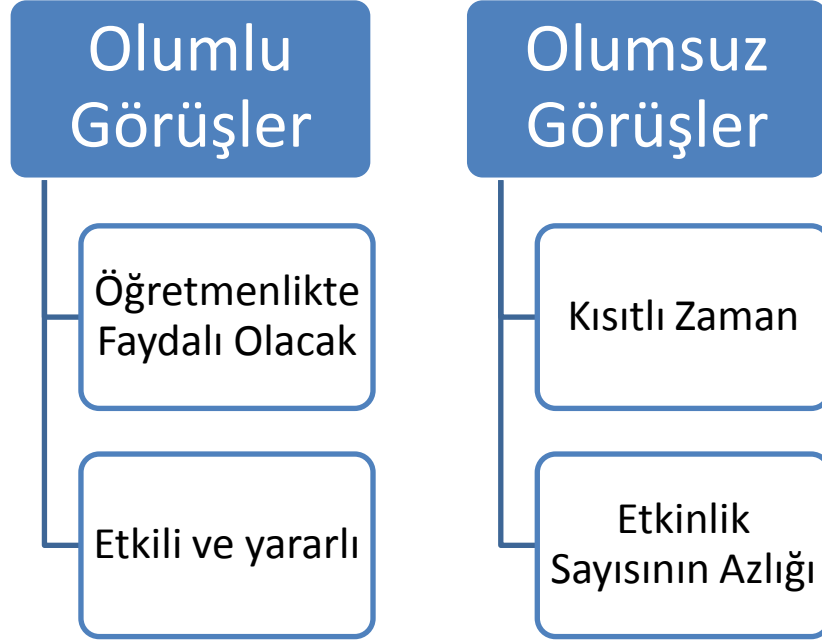 Olumlu
Görüşler
Öğretmenlikte
Faydalı Olacak
Etkili ve yararlı
Olumsuz
Görüşler
Kısıtlı Zaman
Etkinlik
Sayısının Azlığı